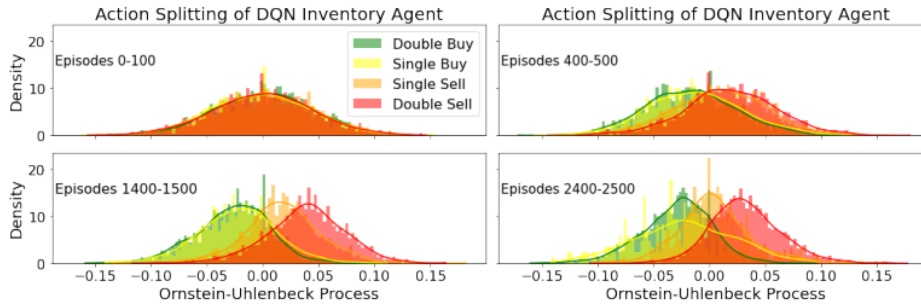 Action Splitting of DQN Inventory Agent
Action Splitting of DQN Inventory Agent
Density
20
10
0
Episodes 0-100
Double Buy
Single Buy
Single Sell
Double Sell
Episodes 400-500
Density
20
10
0
Episodes 1400-1500
Episodes 2400-2500
−0.15 −0.10 −0.05 0.00 0.05 0.10 0.15
−0.15 −0.10 −0.05 0.00 0.05 0.10 0.15
Ornstein-Uhlenbeck Process
Ornstein-Uhlenbeck Process